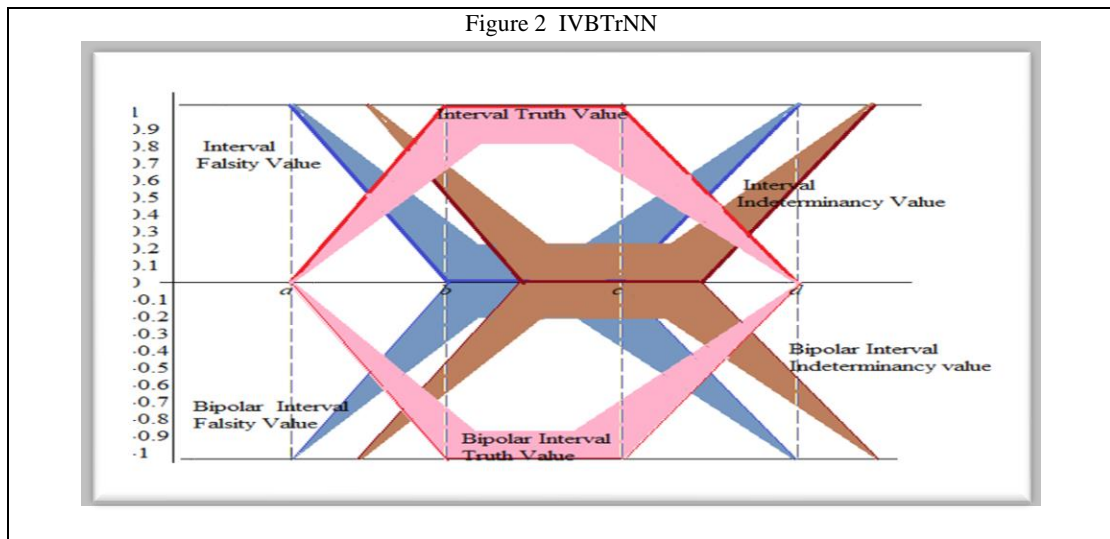 Figure 2 IVBTrNN
1
0.9
0.8
0.7
0.6
0.5
0.4
0.3
0.2
0.1
0
-0.1
-0.2
-0.3
-0.4
-0.5
-0.6
-0.7
-0.8
-0.9
-1
Interval Truth Value
Interval
Falsity Value
Interval
Indeterminancy Value
a
b
c
d
Bipolar Interval
Indeterminancy value
Bipolar Interval
Falsity Value
Bipolar Interval
Truth Value